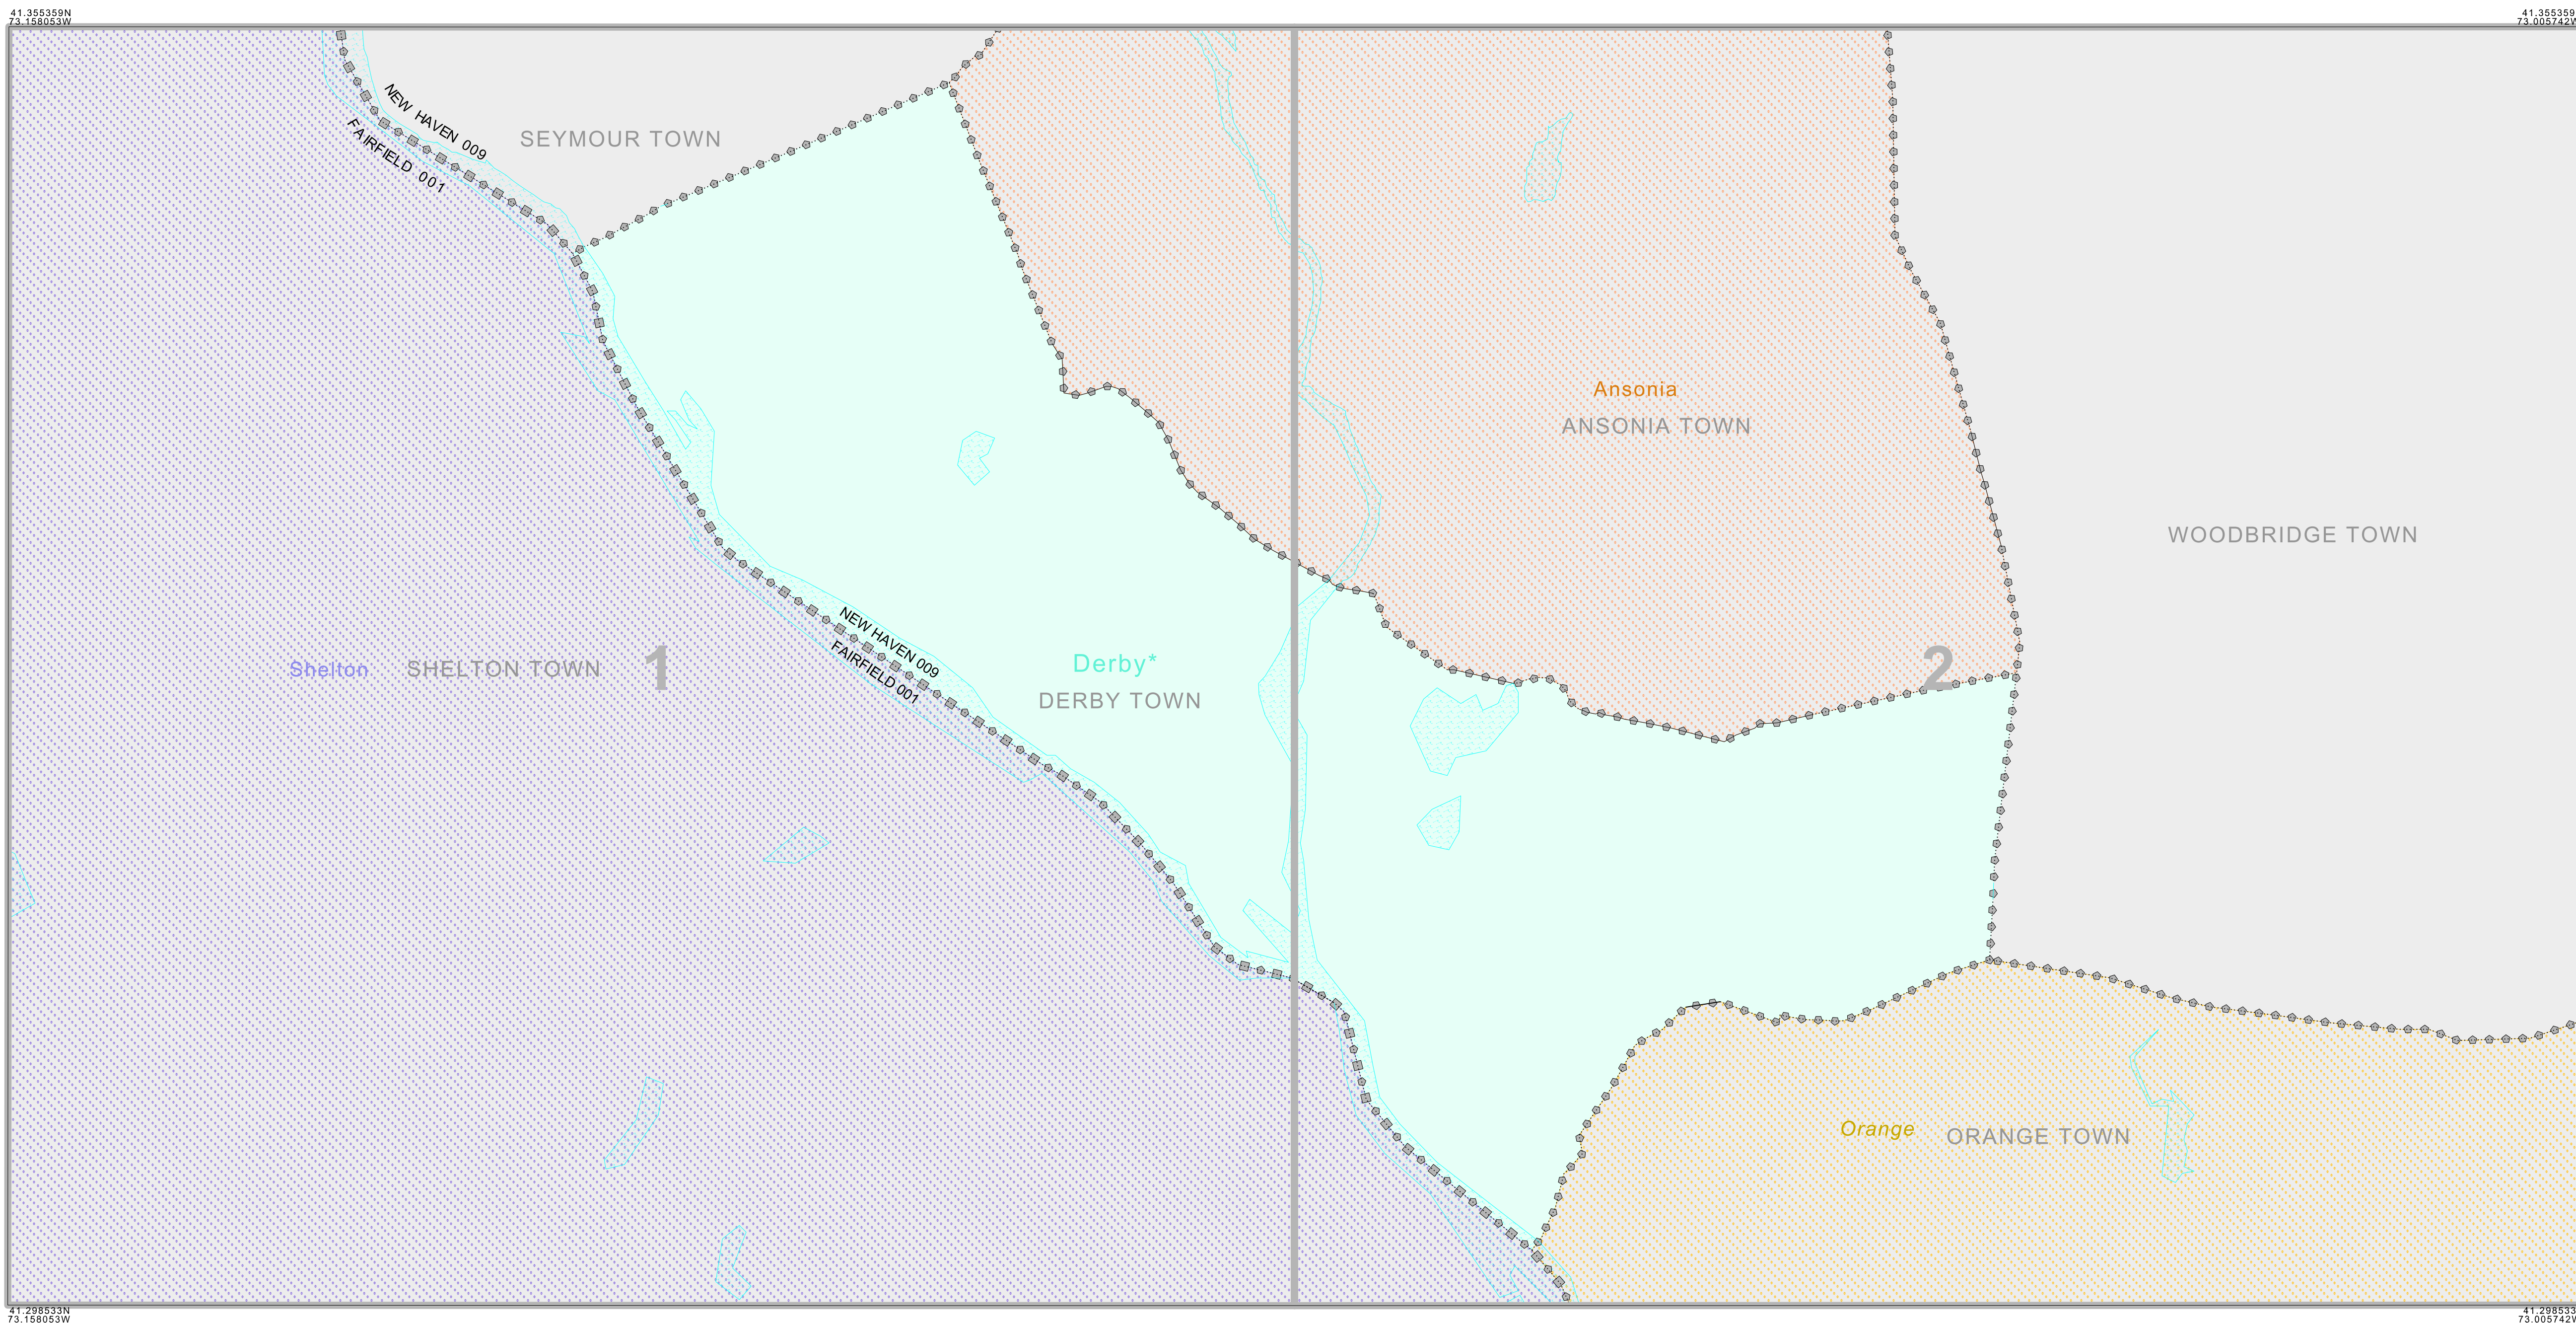 41.355359N
73.158053W
41.355359
73.005742W
NEW HAVEN 009
FAIRFIELD 001
SEYMOUR TOWN
Ansonia
ANSONIA TOWN
WOODBRIDGE TOWN
NEW HAVEN 009
FAIRFIELD 001
Shelton SHELTON TOWN
1
Derby*
DERBY TOWN
2
Orange ORANGE TOWN
41.298533N
73.158053W
41.298533
73.005742W